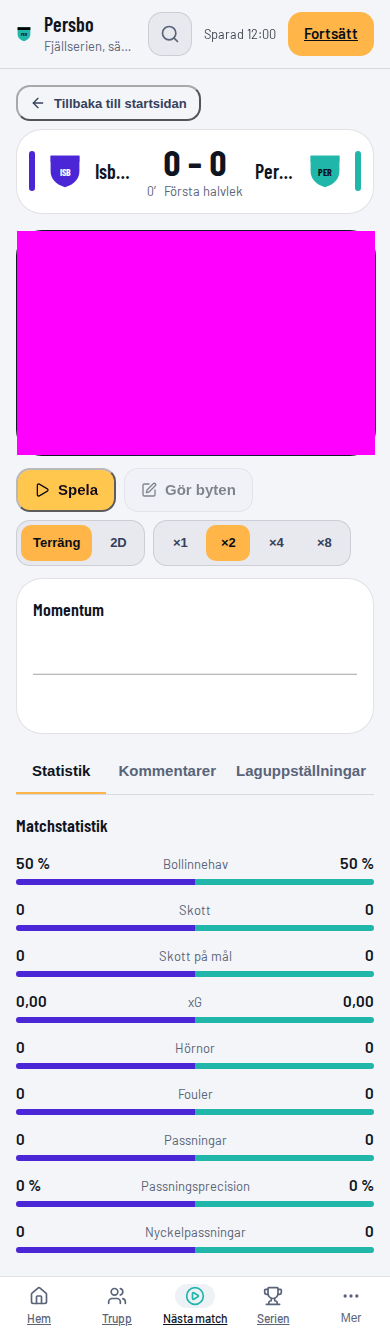 PER
Persbo
Fjällserien, sä...
Sparad 12:00
Fortsätt
Tillbaka till startsidan
ISB
Isb...
0 – 0
0' Första halvlek
Per...
PER
Spela
Gör byten
Terräng
2D
×1
×2
×4
×8
Momentum
Statistik
Kommentarer
Laguppställningar
Matchstatistik
50 % Bollinnehav 50 %
0 Skott 0
0 Skott på mål 0
0,00 xG 0,00
0 Hörnor 0
0 Fouler 0
0 Passningar 0
0 % Passningsprecision 0 %
0 Nyckelpassningar 0
Hem
Trupp
Nästa match
Serien
Mer